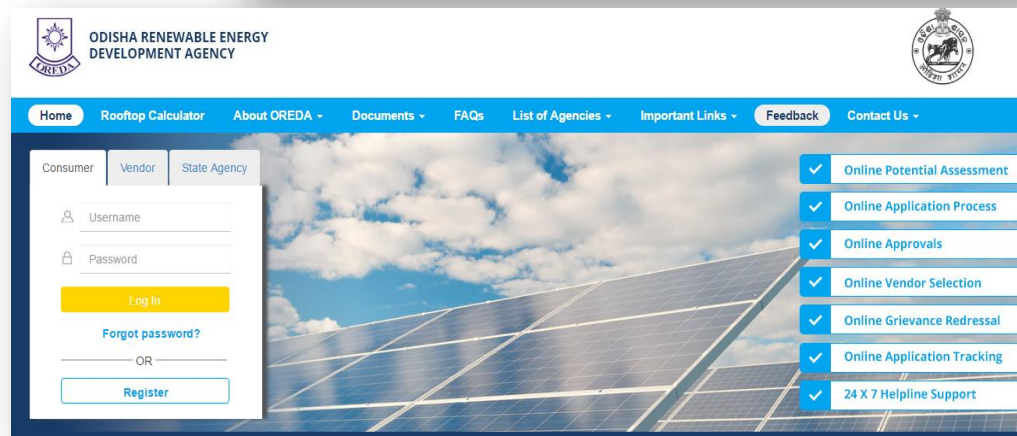 ODISHA RENEWABLE ENERGY
DEVELOPMENT AGENCY
OREDA
Home Rooftop Calculator About OREDA Documents FAQs List of Agencies Important Links Feedback Contact Us
Consumer Vendor State Agency
Username
Password
Log In
Forgot password?
OR
Register
Online Potential Assessment
Online Application Process
Online Approvals
Online Vendor Selection
Online Grievance Redressal
Online Application Tracking
24 X 7 Helpline Support